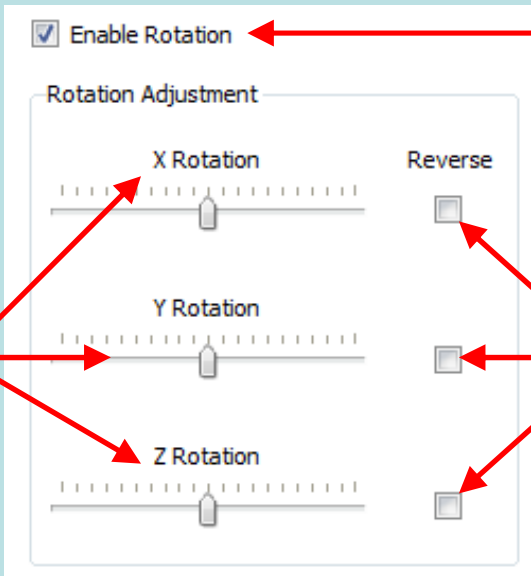 Enable Rotation
Rotation Adjustment
X Rotation Reverse
Y Rotation
Z Rotation